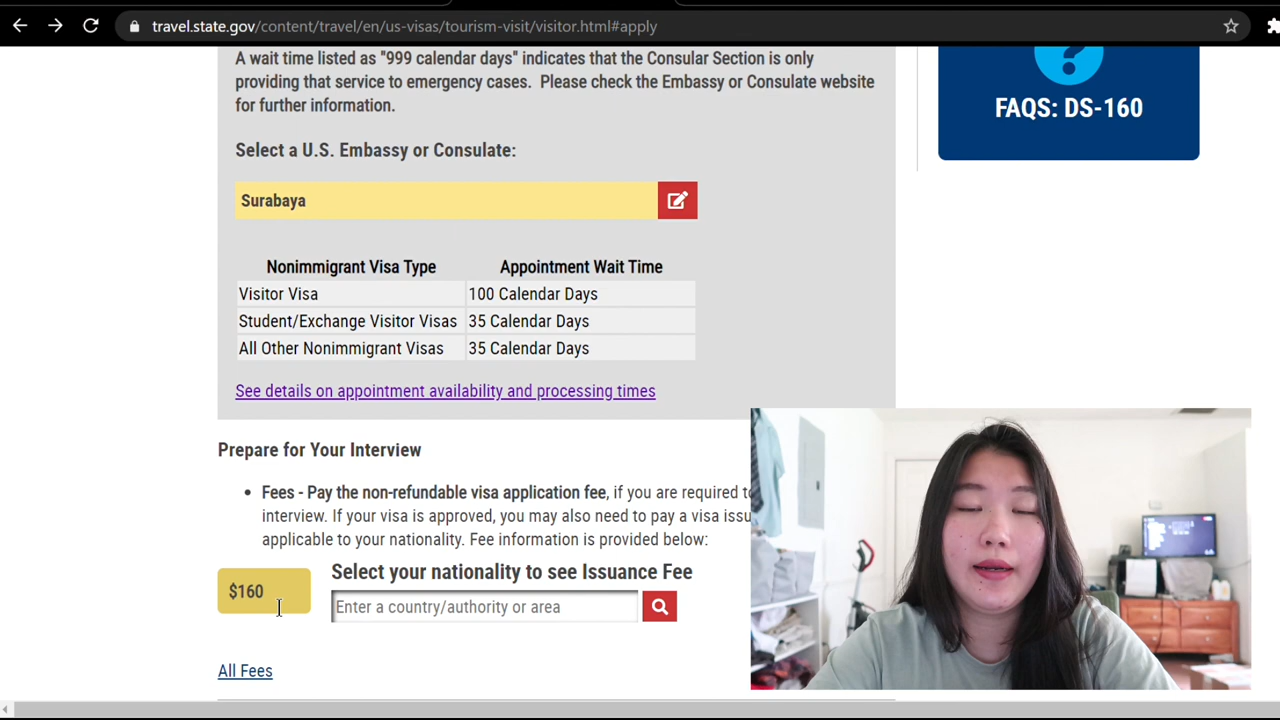 travel.state.gov/content/travel/en/us-visas/tourism-visit/visitor.html#apply
A wait time listed as "999 calendar days" indicates that the Consular Section is only
providing that service to emergency cases. Please check the Embassy or Consulate website
for further information.
?
FAQS: DS-160
Select a U.S. Embassy or Consulate:
Surabaya
Nonimmigrant Visa Type Appointment Wait Time
Visitor Visa 100 Calendar Days
Student/Exchange Visitor Visas 35 Calendar Days
All Other Nonimmigrant Visas 35 Calendar Days
See details on appointment availability and processing times
Prepare for Your Interview
• Fees - Pay the non-refundable visa application fee, if you are required
interview. If your visa is approved, you may also need to pay a visa
applicable to your nationality. Fee information is provided below:
$160
Select your nationality to see Issuance Fee
Enter a country/authority or area
All Fees